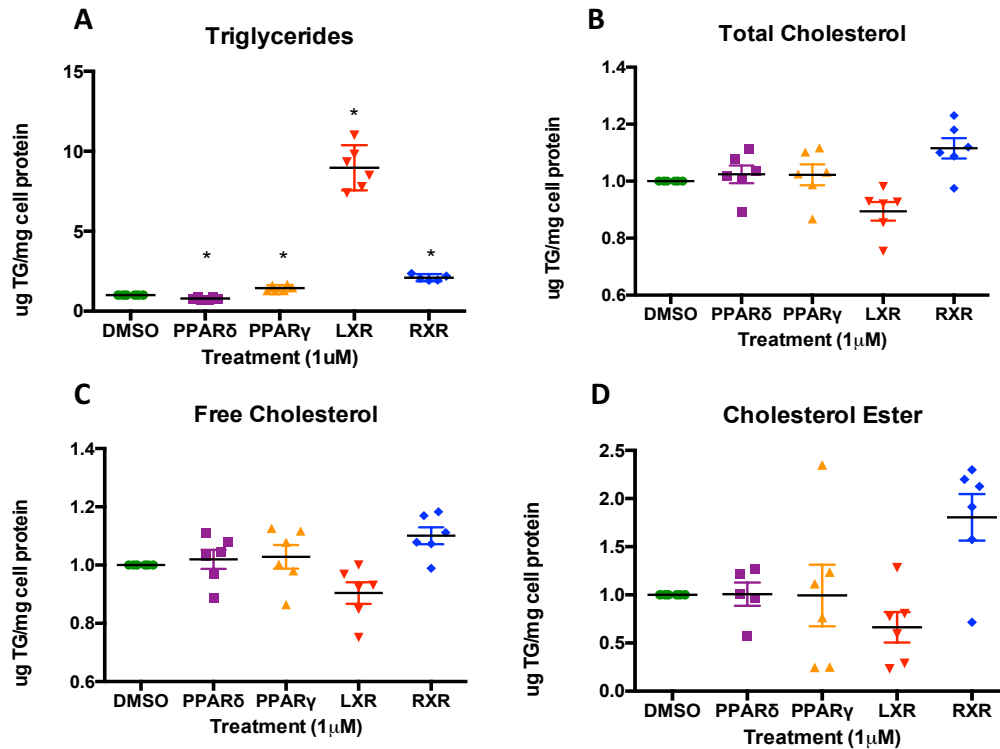 A
Triglycerides
ug TG/mg cell protein
15
10
5
0
* * * *
DMSO PPARδ PPARγ LXR RXR
Treatment (1uM)
B
Total Cholesterol
ug TG/mg cell protein
1.4
1.2
1.0
0.8
0.6
DMSO PPARδ PPARγ LXR RXR
Treatment (1μM)
C
Free Cholesterol
ug TG/mg cell protein
1.4
1.2
1.0
0.8
0.6
DMSO PPARδ PPARγ LXR RXR
Treatment (1μM)
D
Cholesterol Ester
ug TG/mg cell protein
2.5
2.0
1.5
1.0
0.5
0.0
DMSO PPARδ PPARγ LXR RXR
Treatment (1μM)